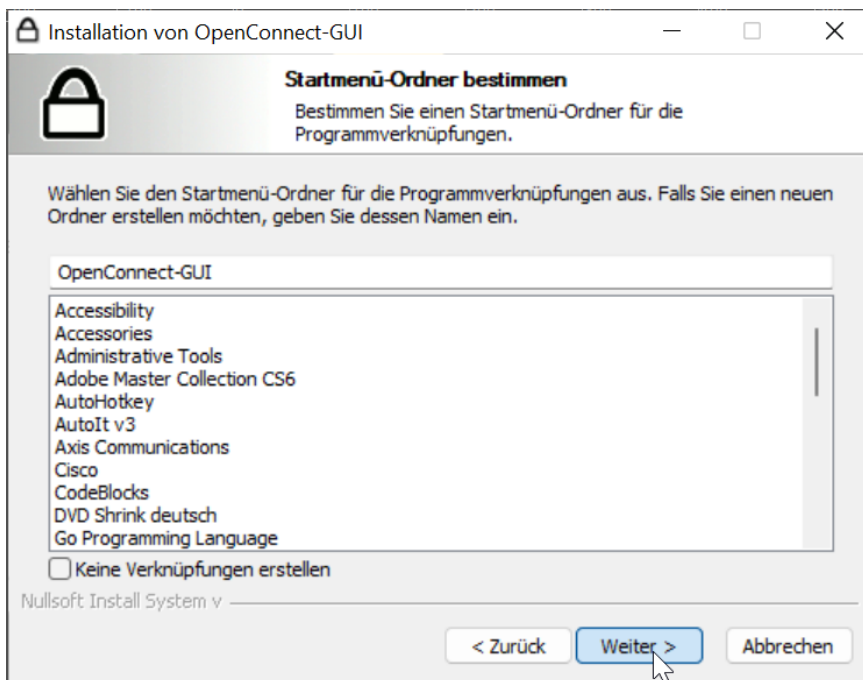 Installation von OpenConnect-GUI
Startmenü-Ordner bestimmen
Bestimmen Sie einen Startmenü-Ordner für die
Programmverknüpfungen.
Wählen Sie den Startmenü-Ordner für die Programmverknüpfungen aus. Falls Sie einen neuen
Ordner erstellen möchten, geben Sie dessen Namen ein.
OpenConnect-GUI
Accessibility
Accessories
Administrative Tools
Adobe Master Collection CS6
AutoHotkey
AutoIt v3
Axis Communications
Cisco
CodeBlocks
DVD Shrink deutsch
Go Programming Language
Keine Verknüpfungen erstellen
Nullsoft Install System v
< Zurück
Weiter >
Abbrechen